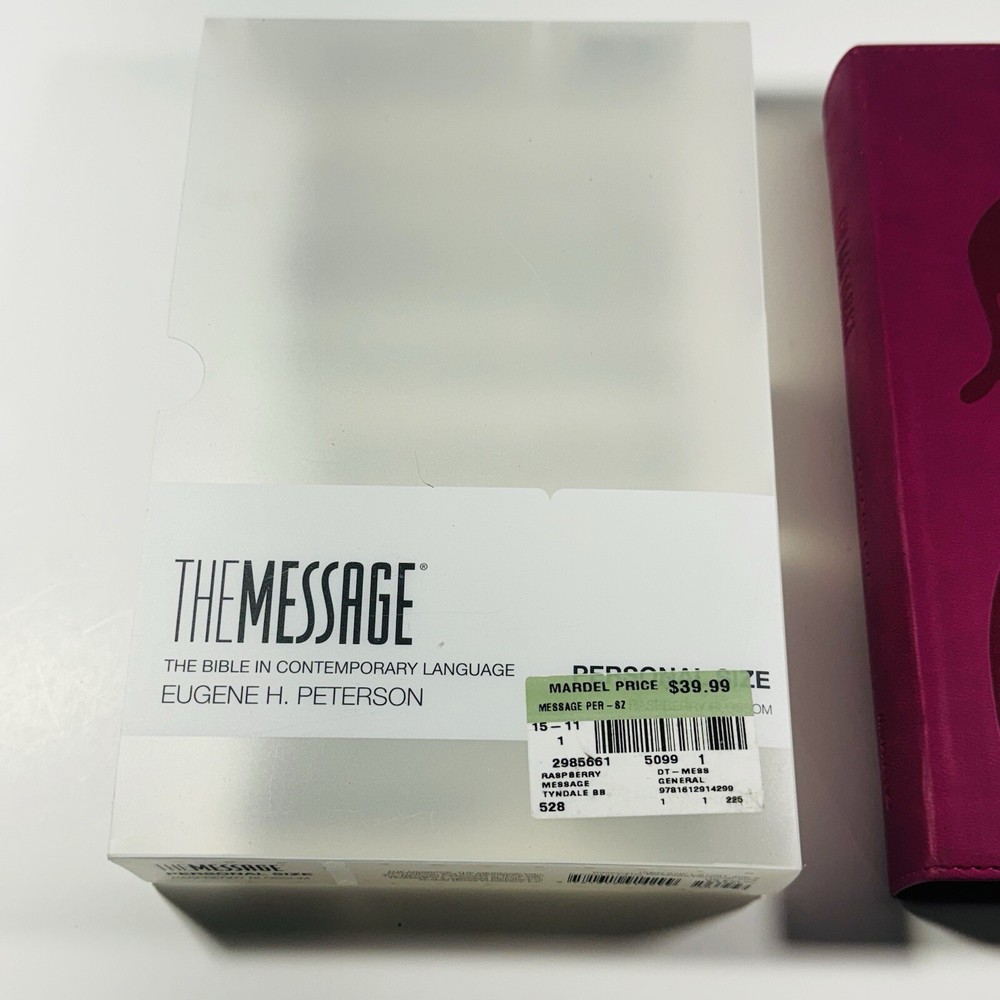 THEMESSAGE®
THE BIBLE IN CONTEMPORARY LANGUAGE
EUGENE H. PETERSON
PERSONAL SIZE
MARDEL PRICE $39.99
MESSAGE PER-SZ
15-11
1
2985661 5099 1
RASPBERRY DT-MESS
MESSAGE GENERAL
TYNDALE BB 9781612914299
528 1 1 225
THEMESSAGE
PERSONAL SIZE